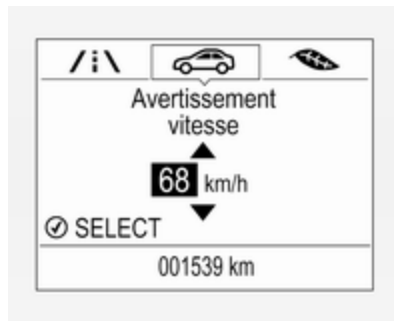 Avertissement
vitesse
68 km/h
SELECT
001539 km